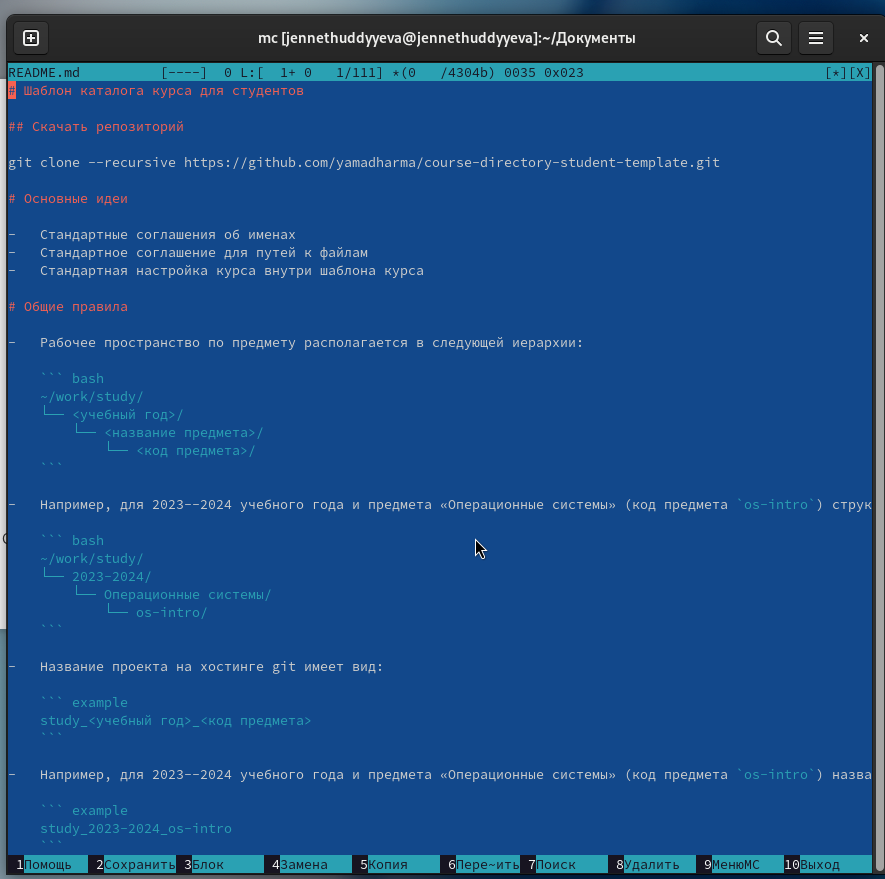 mc [jennethuddyyeva@jennethuddyyeva]:~/Документы
README.md [----] 0 L:[ 1+ 0 1/111] *(0 /4304b) 0035 0x023 [*][X]
# Шаблон каталога курса для студентов
## Скачать репозиторий
git clone --recursive https://github.com/yamadharma/course-directory-student-template.git
# Основные идеи
- Стандартные соглашения об именах
- Стандартное соглашение для путей к файлам
- Стандартная настройка курса внутри шаблона курса
# Общие правила
- Рабочее пространство по предмету располагается в следующей иерархии:
``` bash
~/work/study/
└── <учебный год>/
└── <название предмета>/
└── <код предмета>/
```
- Например, для 2023--2024 учебного года и предмета «Операционные системы» (код предмета `os-intro`) струк
``` bash
~/work/study/
└── 2023-2024/
└── Операционные системы/
└── os-intro/
```
- Название проекта на хостинге git имеет вид:
``` example
study_<учебный год>_<код предмета>
```
- Например, для 2023--2024 учебного года и предмета «Операционные системы» (код предмета `os-intro`) назва
``` example
study_2023-2024_os-intro
```
1Помощь 2Сохранить 3Блок 4Замена 5Копия 6Пере~ить 7Поиск 8Удалить 9МенюМС 10Выход